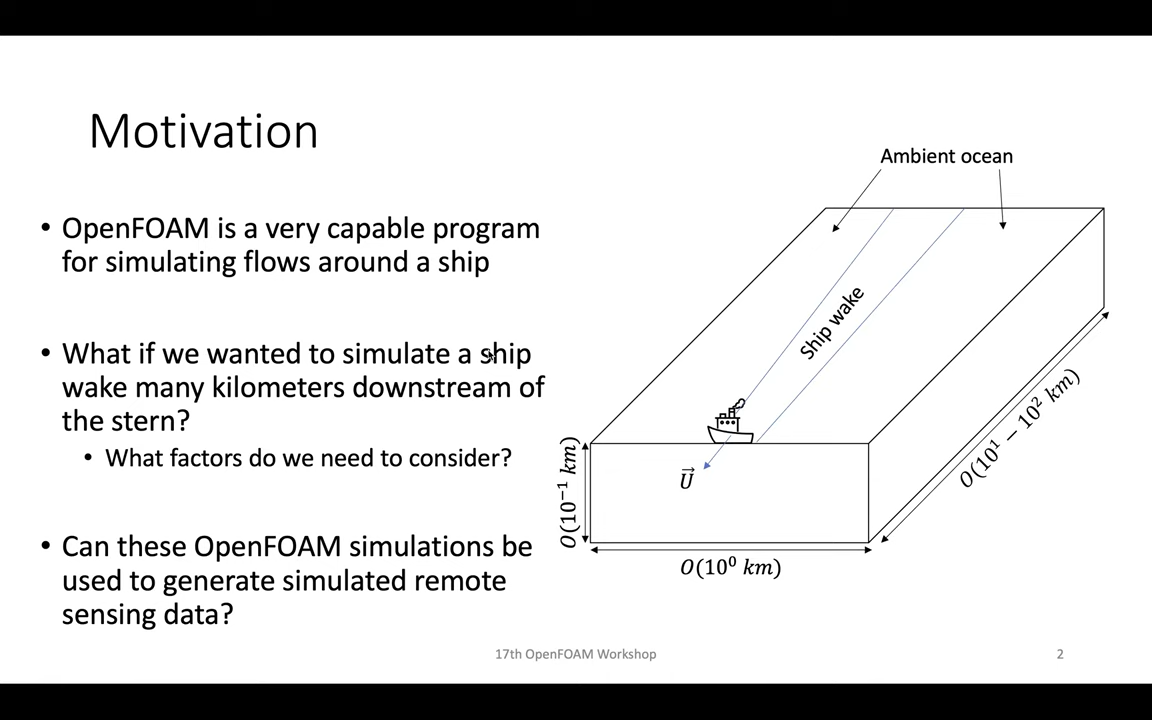 Motivation
• OpenFOAM is a very capable program
for simulating flows around a ship
• What if we wanted to simulate a ship
wake many kilometers downstream of
the stern?
• What factors do we need to consider?
• Can these OpenFOAM simulations be
used to generate simulated remote
sensing data?
Ambient ocean
Ship wake
U⃗
O(10⁻¹ km)
O(10⁰ km)
O(10¹ − 10² km)
17th OpenFOAM Workshop
2